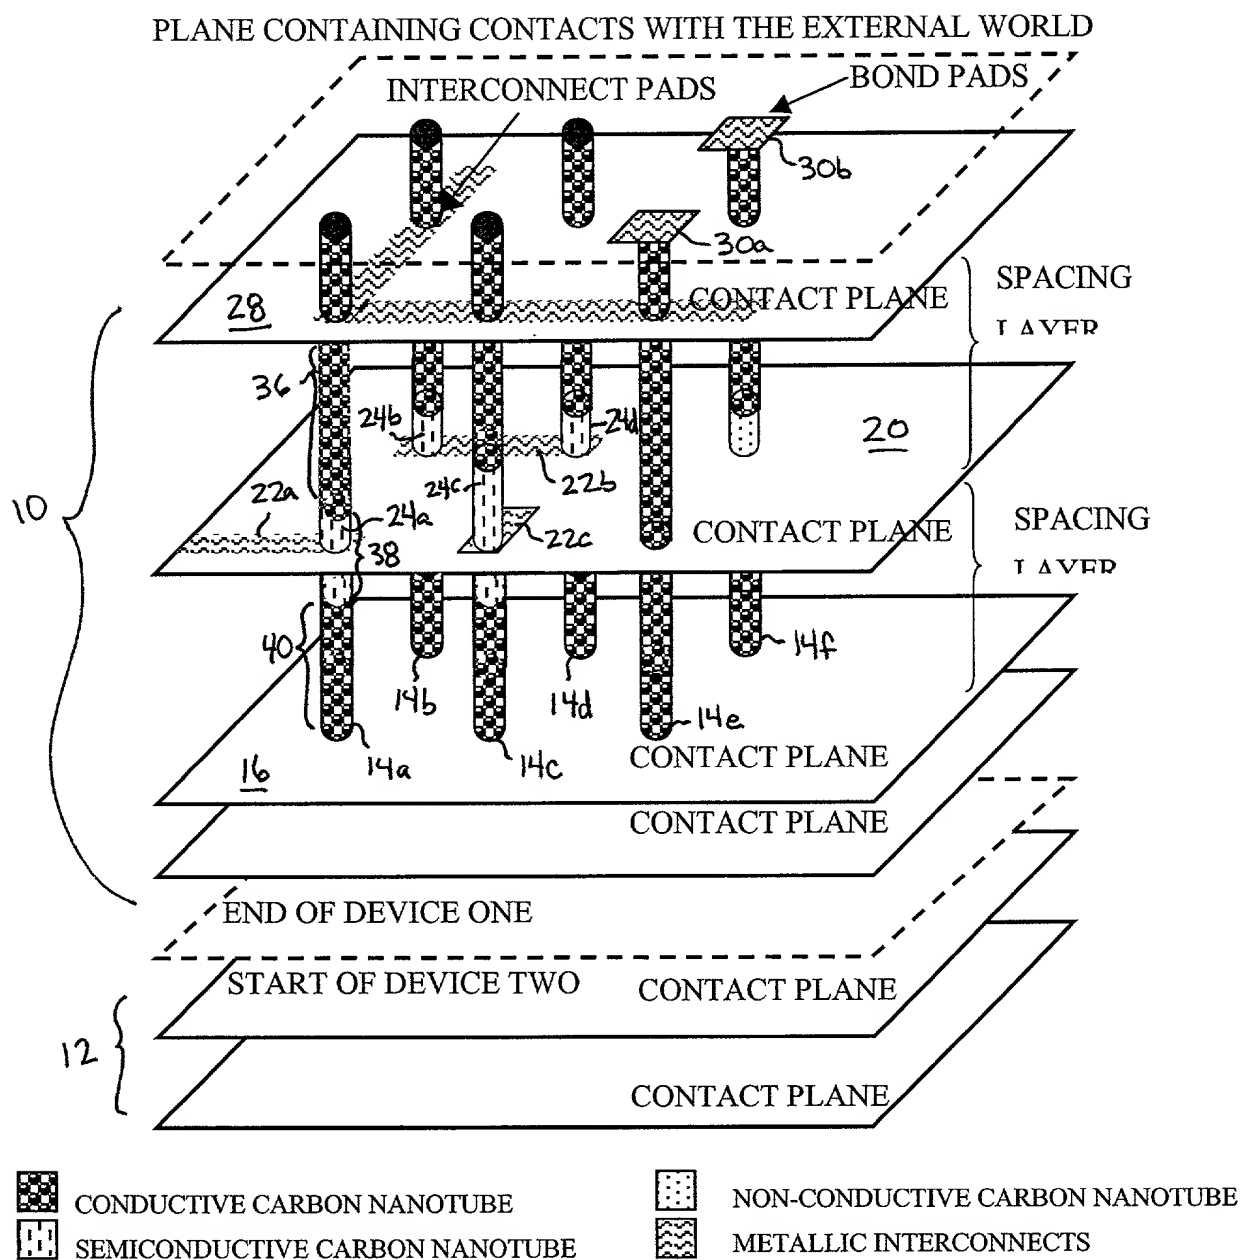 PLANE CONTAINING CONTACTS WITH THE EXTERNAL WORLD
INTERCONNECT PADS
BOND PADS
30b
30a
SPACING
LAYER
28
CONTACT PLANE
36
24b
24d
20
10
22a
24c
22b
24a
22c
CONTACT PLANE
SPACING
LAYER
38
40
14b
14d
14f
14e
14a
14c
16
CONTACT PLANE
CONTACT PLANE
END OF DEVICE ONE
START OF DEVICE TWO
CONTACT PLANE
12
CONTACT PLANE
CONDUCTIVE CARBON NANOTUBE
NON-CONDUCTIVE CARBON NANOTUBE
SEMICONDUCTIVE CARBON NANOTUBE
METALLIC INTERCONNECTS